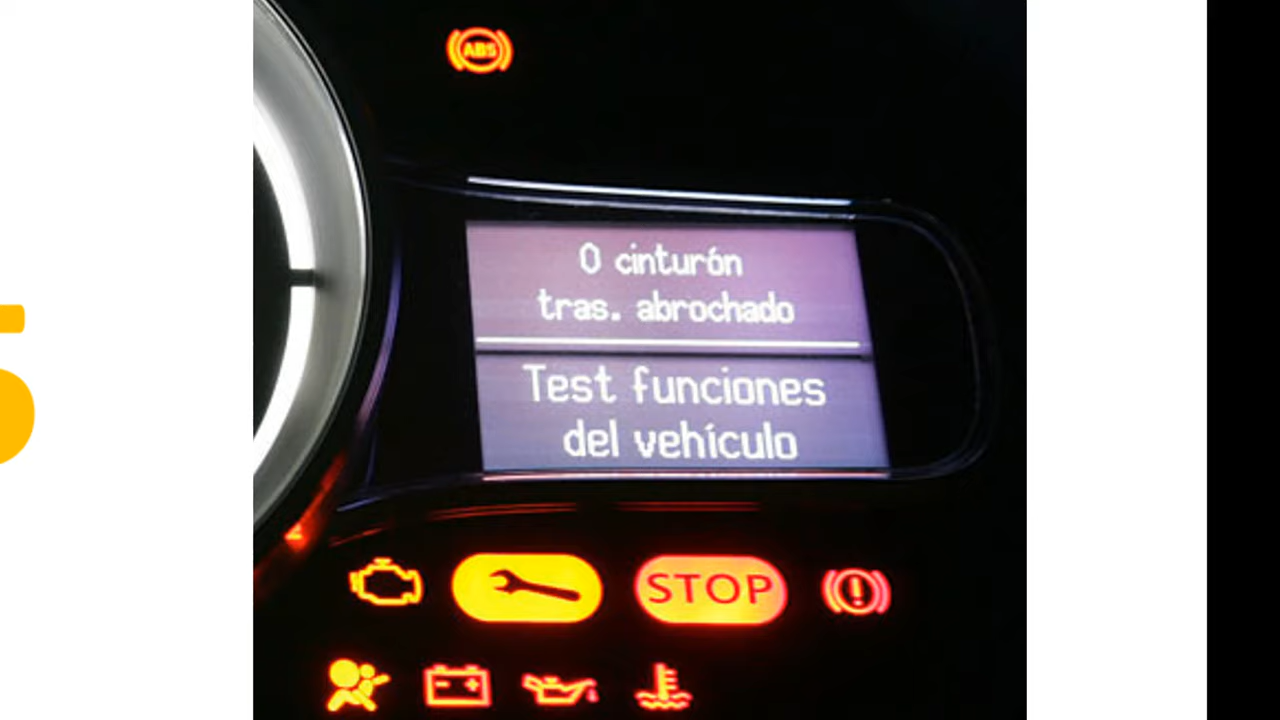 ABS
0 cinturón
tras. abrochado
Test funciones
del vehículo
STOP